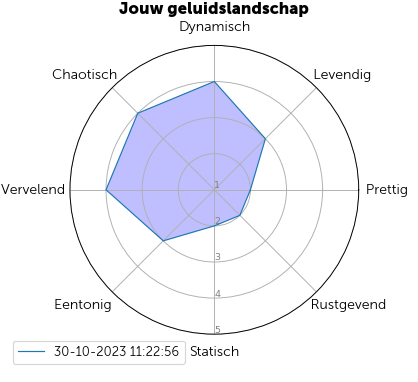 Jouw geluidslandschap
Dynamisch
Chaotisch
Levendig
Vervelend
1
Prettig
2
3
4
Eentonig
Rustgevend
5
30-10-2023 11:22:56
Statisch